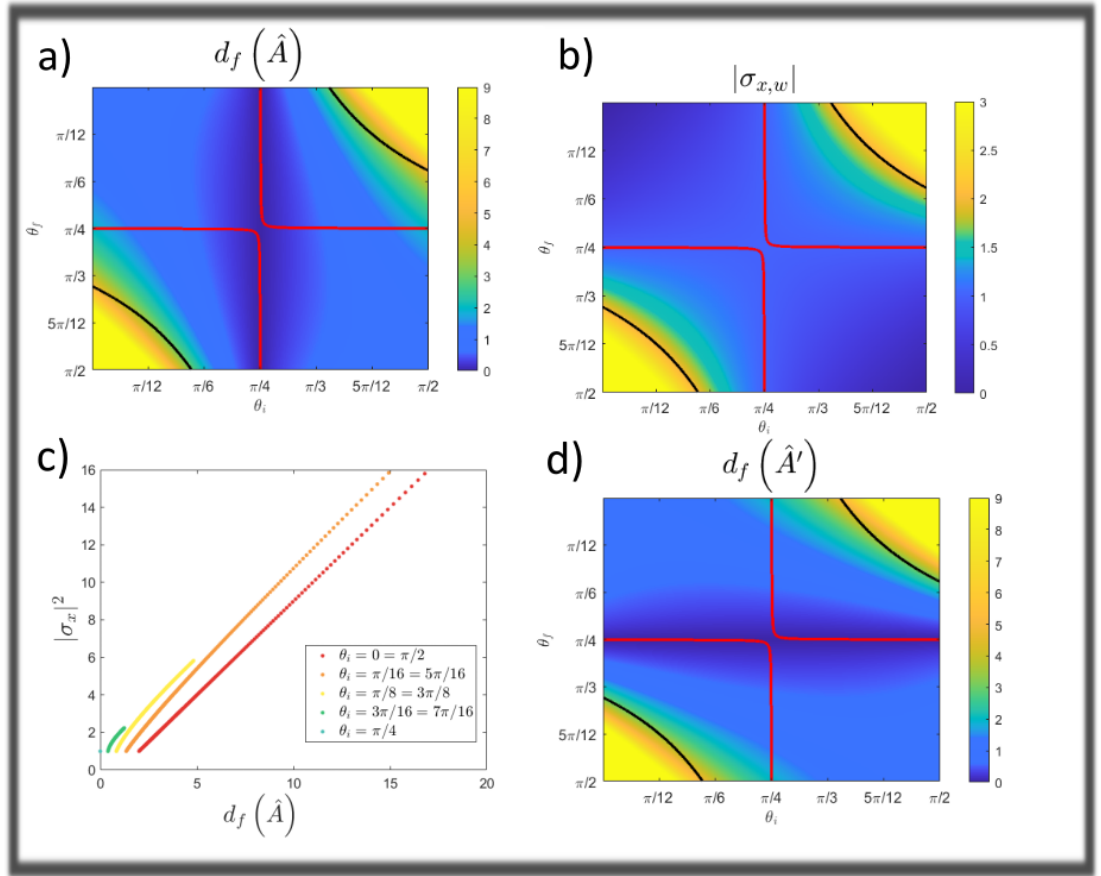 a)
d_f (Â)
π/12
π/6
π/4
π/3
5π/12
π/2
θ_f
π/12 π/6 π/4 π/3 5π/12 π/2
θ_i
9
8
7
6
5
4
3
2
1
0
b)
|σ_{x,w}|
π/12
π/6
π/4
π/3
5π/12
π/2
θ_f
π/12 π/6 π/4 π/3 5π/12 π/2
θ_i
3
2.5
2
1.5
1
0.5
0
c)
16
14
12
10
8
6
4
2
0
|σ_x|²
0 5 10 15 20
d_f (Â)
θ_i = 0 = π/2
θ_i = π/16 = 5π/16
θ_i = π/8 = 3π/8
θ_i = 3π/16 = 7π/16
θ_i = π/4
d)
d_f (Â′)
π/12
π/6
π/4
π/3
5π/12
π/2
θ_f
π/12 π/6 π/4 π/3 5π/12 π/2
θ_i
9
8
7
6
5
4
3
2
1
0